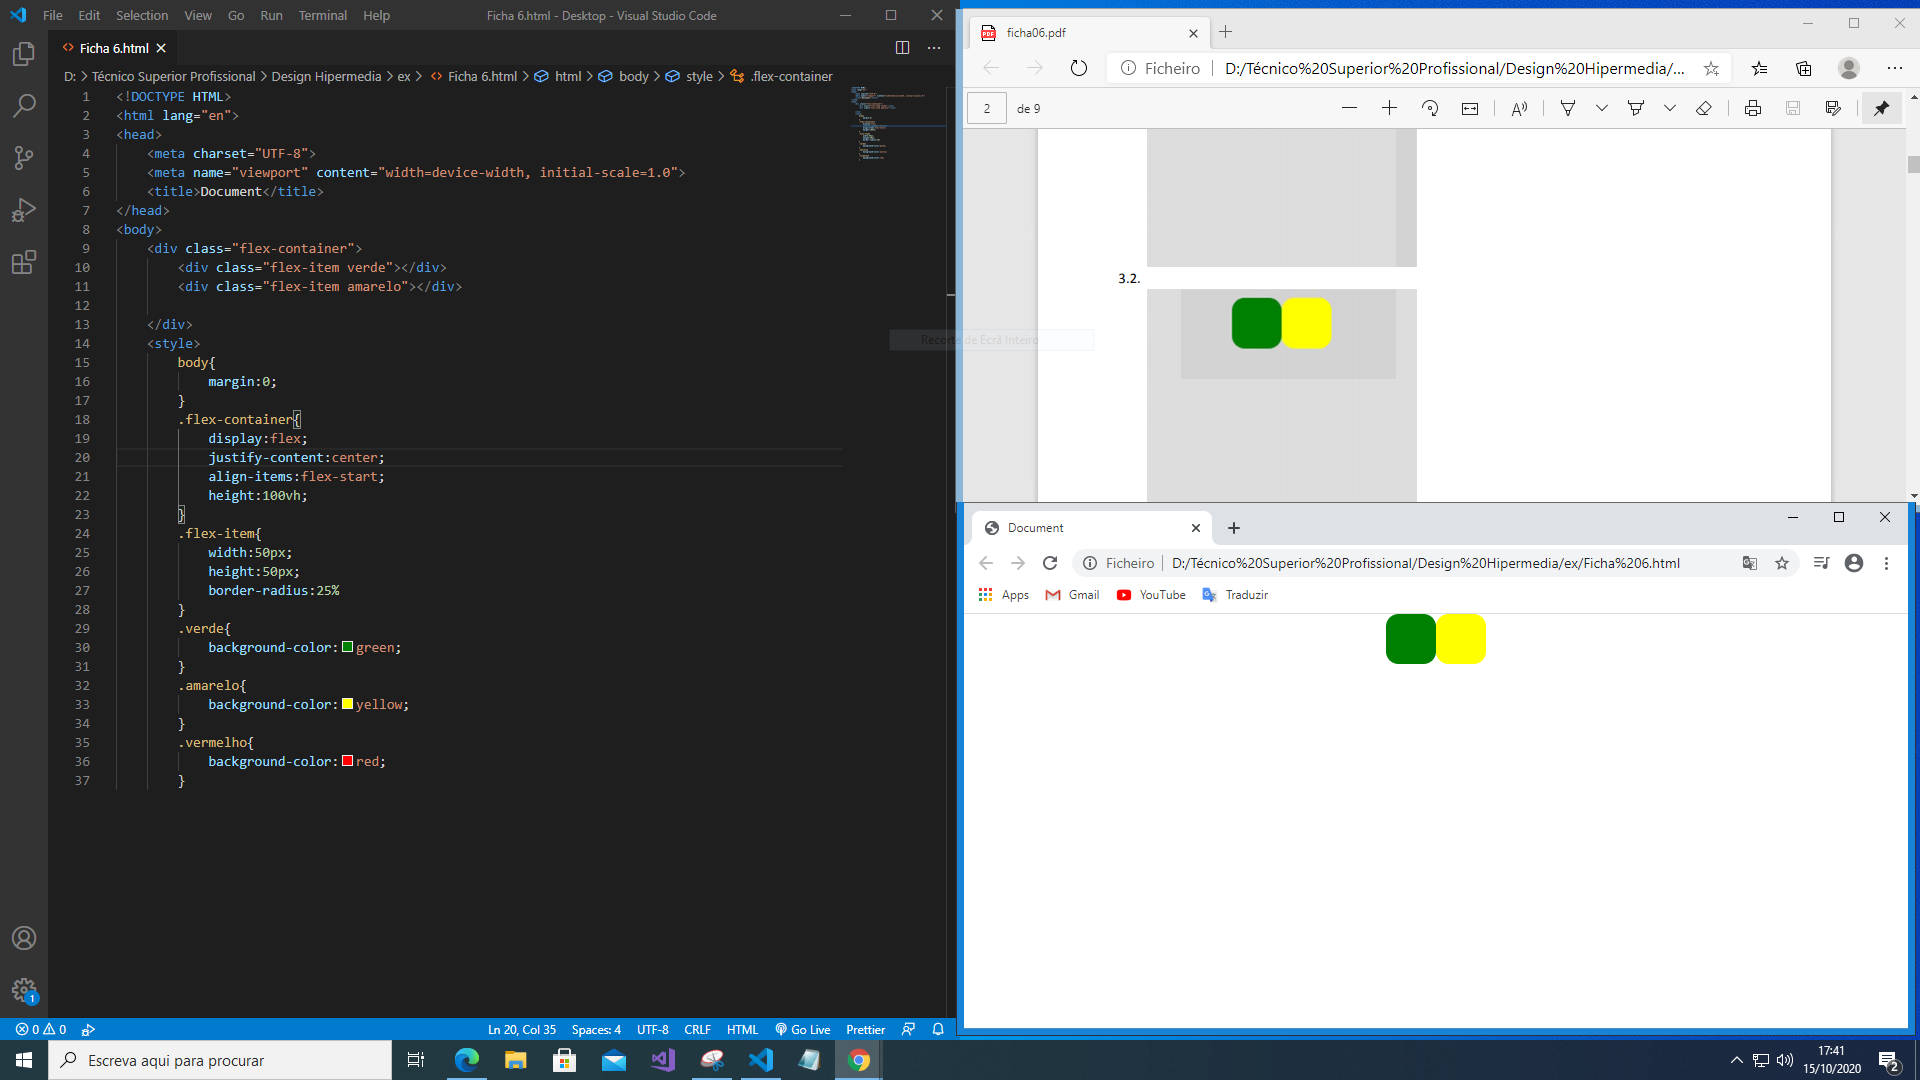 File Edit Selection View Go Run Terminal Help
Ficha 6.html - Desktop - Visual Studio Code
Ficha 6.html
D: > Técnico Superior Profissional > Design Hipermedia > ex > Ficha 6.html > html > body > style > .flex-container
1 <!DOCTYPE HTML>
2 <html lang="en">
3 <head>
4 <meta charset="UTF-8">
5 <meta name="viewport" content="width=device-width, initial-scale=1.0">
6 <title>Document</title>
7 </head>
8 <body>
9 <div class="flex-container">
10 <div class="flex-item verde"></div>
11 <div class="flex-item amarelo"></div>
12
13 </div>
14 <style>
15 body{
16 margin:0;
17 }
18 .flex-container{
19 display:flex;
20 justify-content:center;
21 align-items:flex-start;
22 height:100vh;
23 }
24 .flex-item{
25 width:50px;
26 height:50px;
27 border-radius:25%
28 }
29 .verde{
30 background-color:green;
31 }
32 .amarelo{
33 background-color:yellow;
34 }
35 .vermelho{
36 background-color:red;
37 }
1
0 0
Ln 20, Col 35 Spaces: 4 UTF-8 CRLF HTML Go Live Prettier
Recorte de Ecrã Inteiro
ficha06.pdf
Ficheiro | D:/Técnico%20Superior%20Profissional/Design%20Hipermedia/...
2 de 9
3.2.
Document
Ficheiro | D:/Técnico%20Superior%20Profissional/Design%20Hipermedia/ex/Ficha%206.html
Apps Gmail YouTube Traduzir
Escreva aqui para procurar
17:41
15/10/2020
2